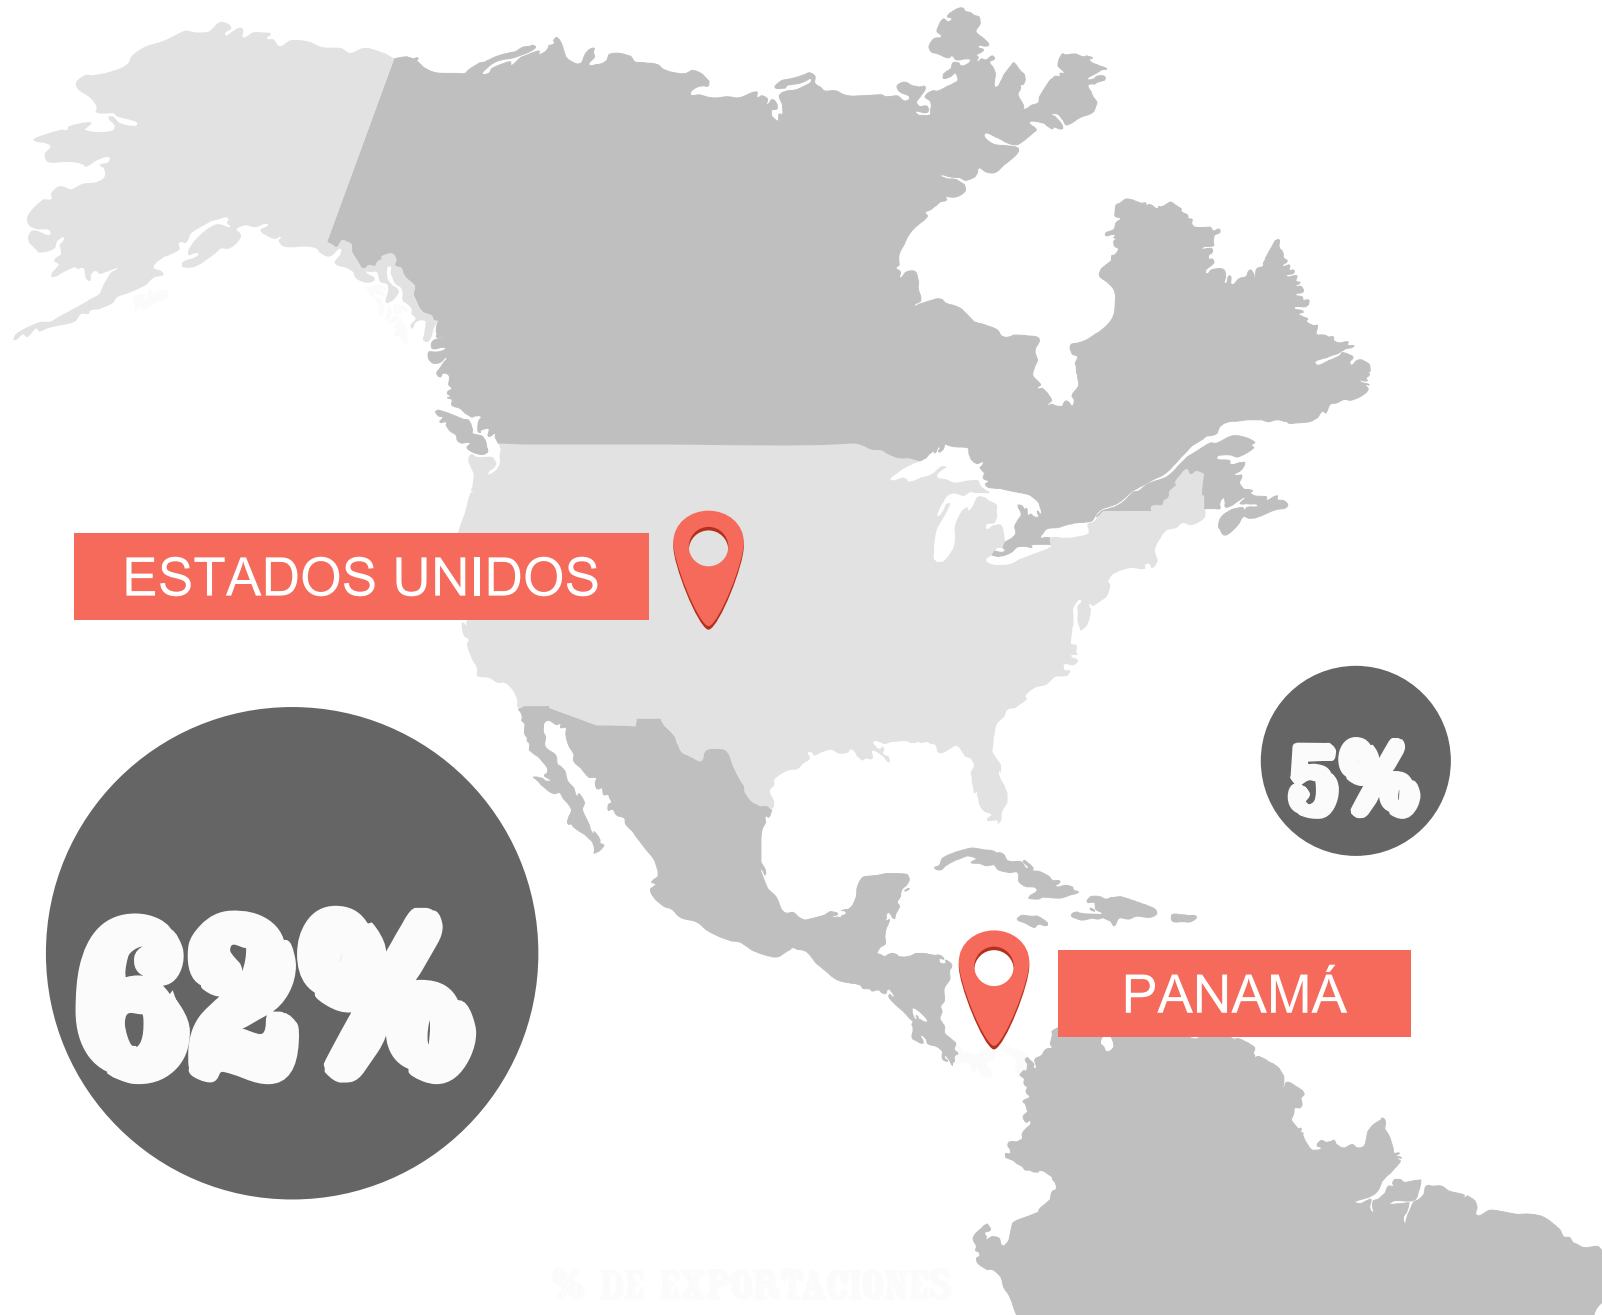 ESTADOS UNIDOS
5%
62%
PANAMÁ
% DE EXPORTACIONES